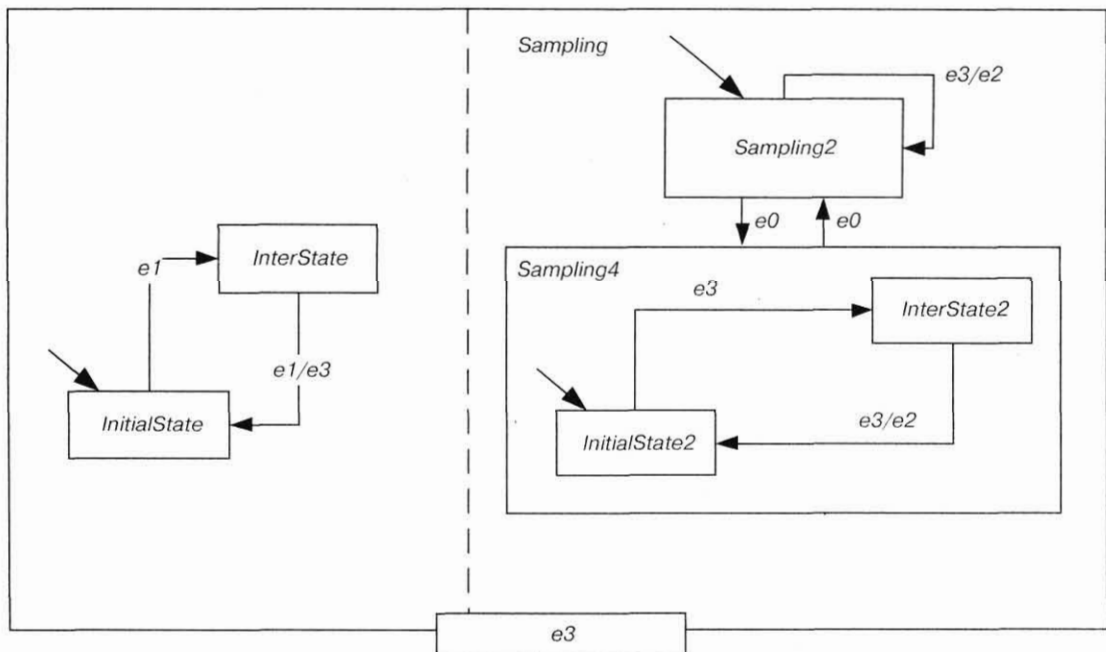 Sampling
e3/e2
Sampling2
e0
e0
InterState
e1
e1/e3
InitialState
Sampling4
e3
InterState2
e3/e2
InitialState2
e3